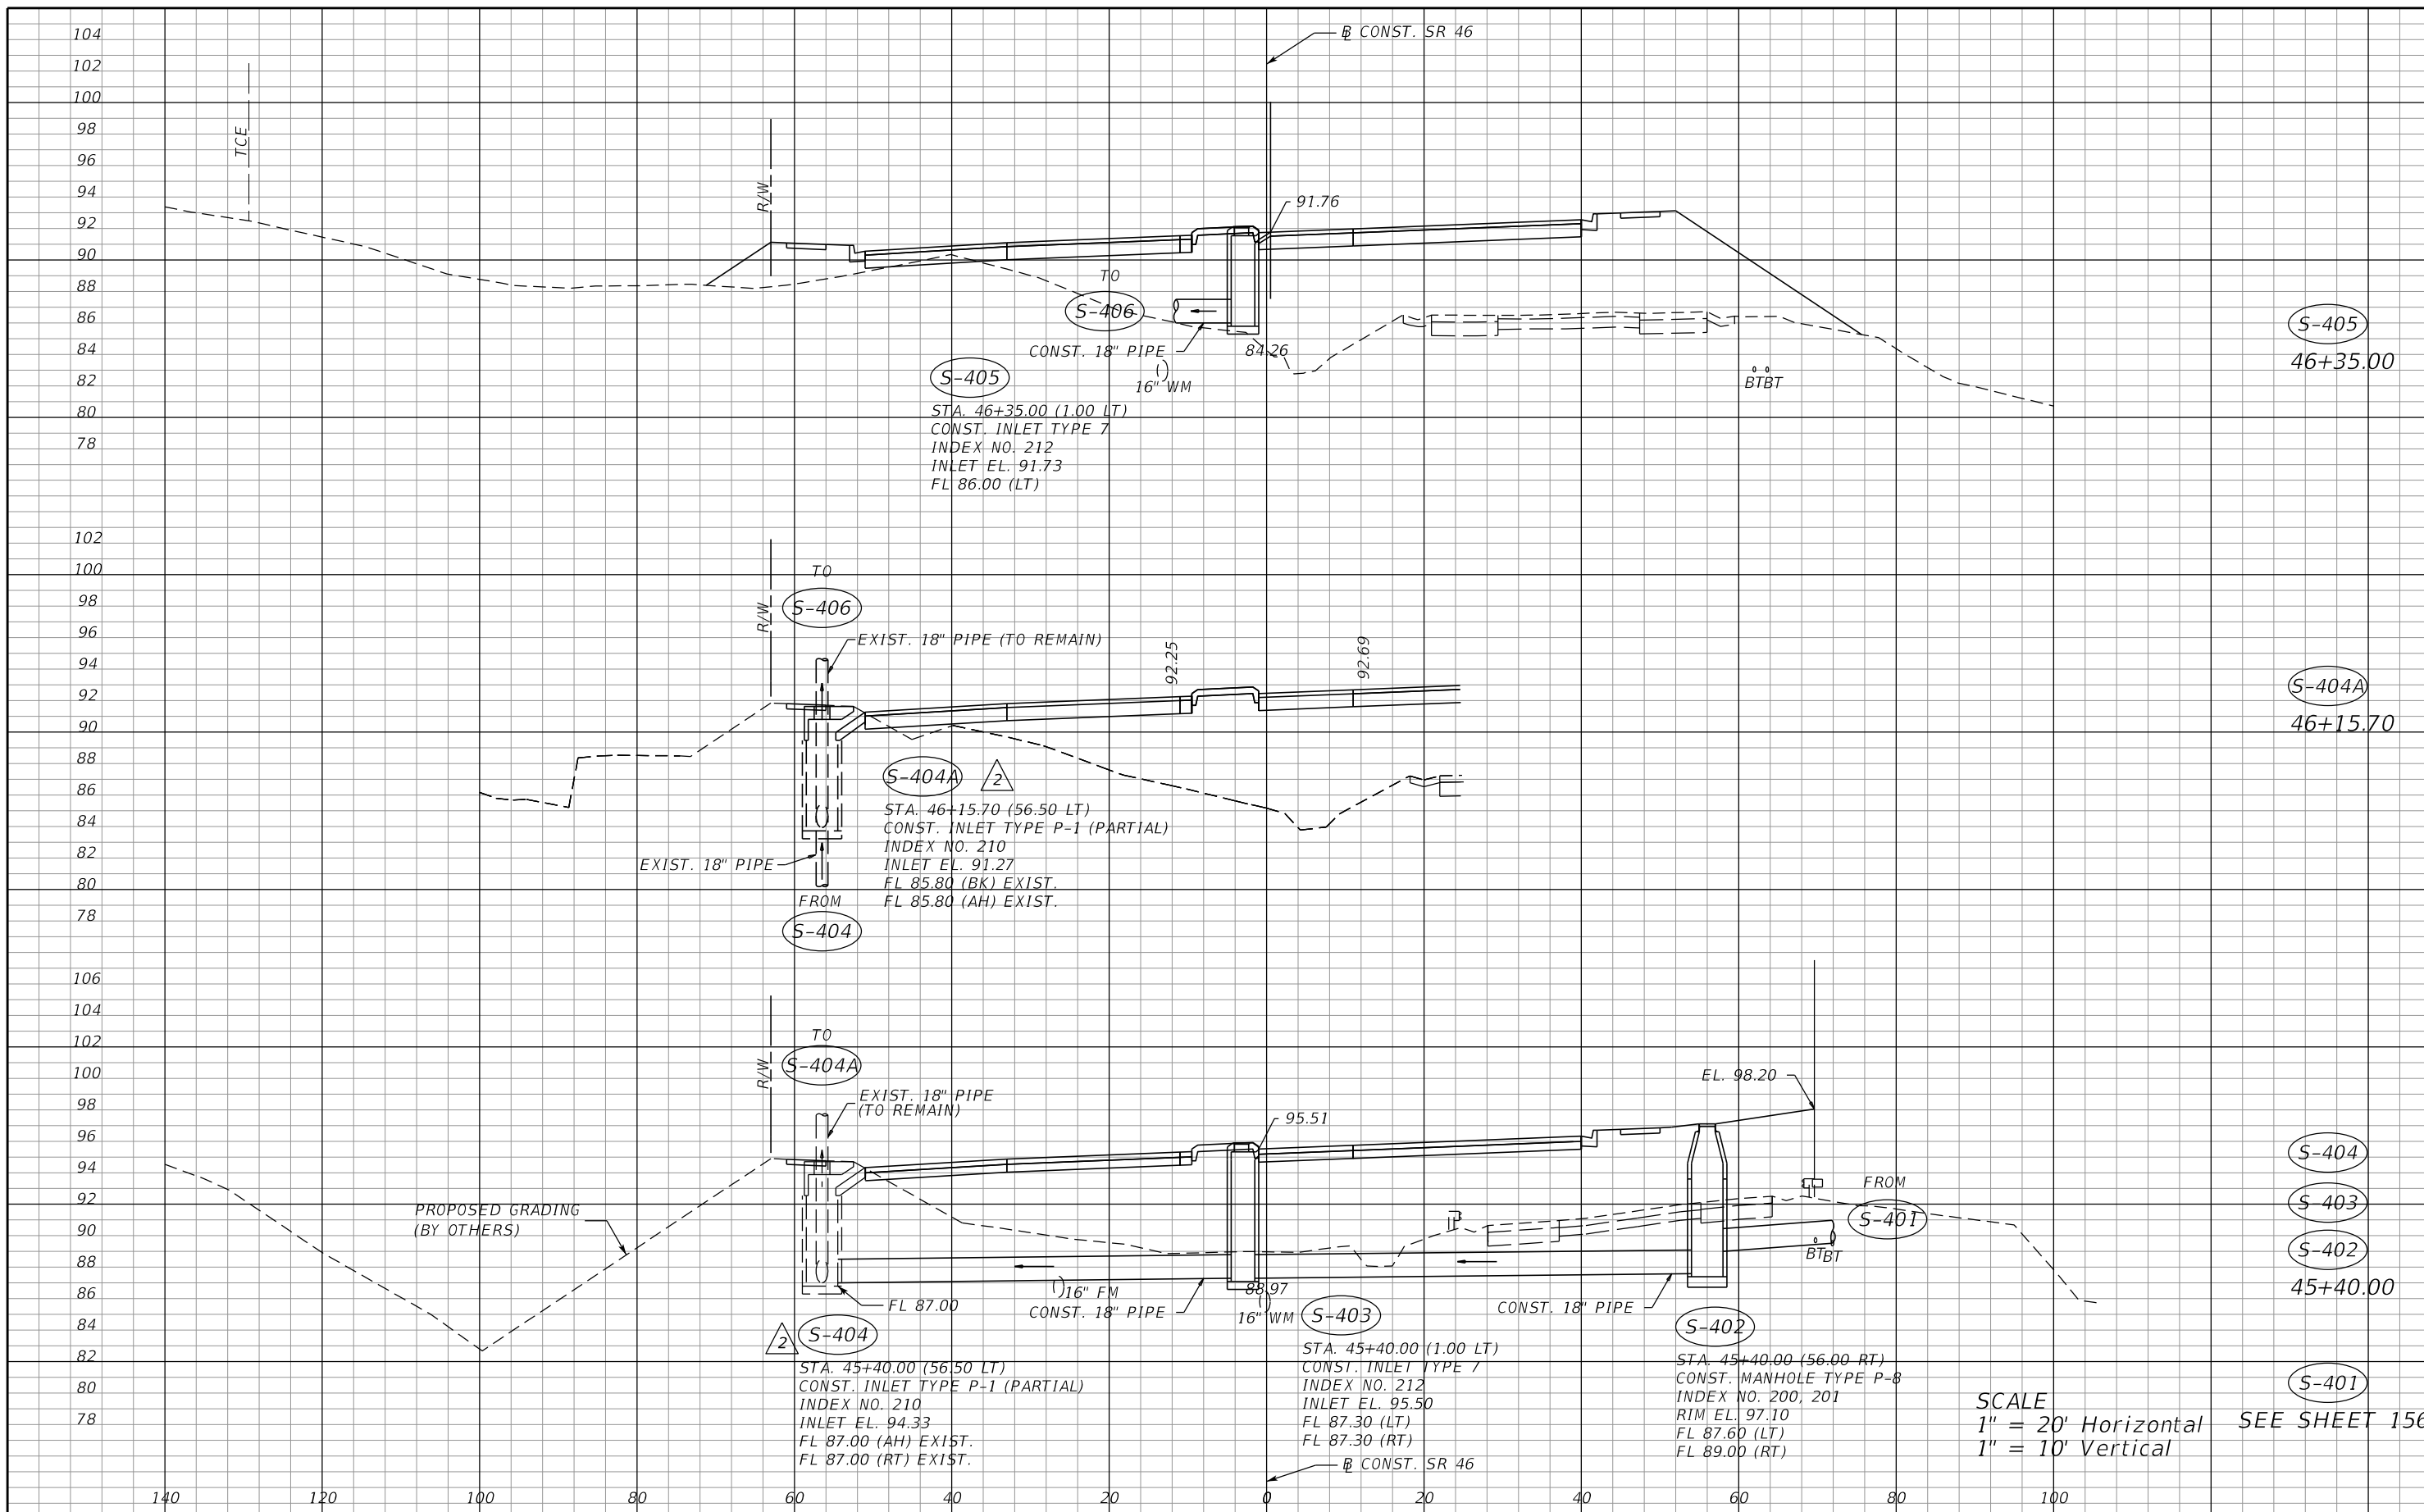 104
102
100
98
96
94
92
90
88
86
84
82
80
78
TCE
R/W
B CONST. SR 46
91.76
TO
S-406
CONST. 18" PIPE
84.26
16" WM
BTBT
S-405
STA. 46+35.00 (1.00 LT)
CONST. INLET TYPE 7
INDEX NO. 212
INLET EL. 91.73
FL 86.00 (LT)
S-405
46+35.00
102
100
98
96
94
92
90
88
86
84
82
80
78
R/W
TO
S-406
EXIST. 18" PIPE (TO REMAIN)
92.25
92.69
EXIST. 18" PIPE
FROM
S-404
S-404A
2
STA. 46+15.70 (56.50 LT)
CONST. INLET TYPE P-1 (PARTIAL)
INDEX NO. 210
INLET EL. 91.27
FL 85.80 (BK) EXIST.
FL 85.80 (AH) EXIST.
S-404A
46+15.70
106
104
102
100
98
96
94
92
90
88
86
84
82
80
78
R/W
TO
S-404A
EXIST. 18" PIPE
(TO REMAIN)
95.51
EL. 98.20
FROM
S-401
BT
BT
PROPOSED GRADING
(BY OTHERS)
FL 87.00
16" FM
CONST. 18" PIPE
88.97
16" WM
CONST. 18" PIPE
2
S-404
STA. 45+40.00 (56.50 LT)
CONST. INLET TYPE P-1 (PARTIAL)
INDEX NO. 210
INLET EL. 94.33
FL 87.00 (AH) EXIST.
FL 87.00 (RT) EXIST.
S-403
STA. 45+40.00 (1.00 LT)
CONST. INLET TYPE 7
INDEX NO. 212
INLET EL. 95.50
FL 87.30 (LT)
FL 87.30 (RT)
B CONST. SR 46
S-402
STA. 45+40.00 (56.00 RT)
CONST. MANHOLE TYPE P-8
INDEX NO. 200, 201
RIM EL. 97.10
FL 87.60 (LT)
FL 89.00 (RT)
S-404
S-403
S-402
45+40.00
S-401
SEE SHEET 156
SCALE
1" = 20' Horizontal
1" = 10' Vertical
140 120 100 80 60 40 20 0 20 40 60 80 100